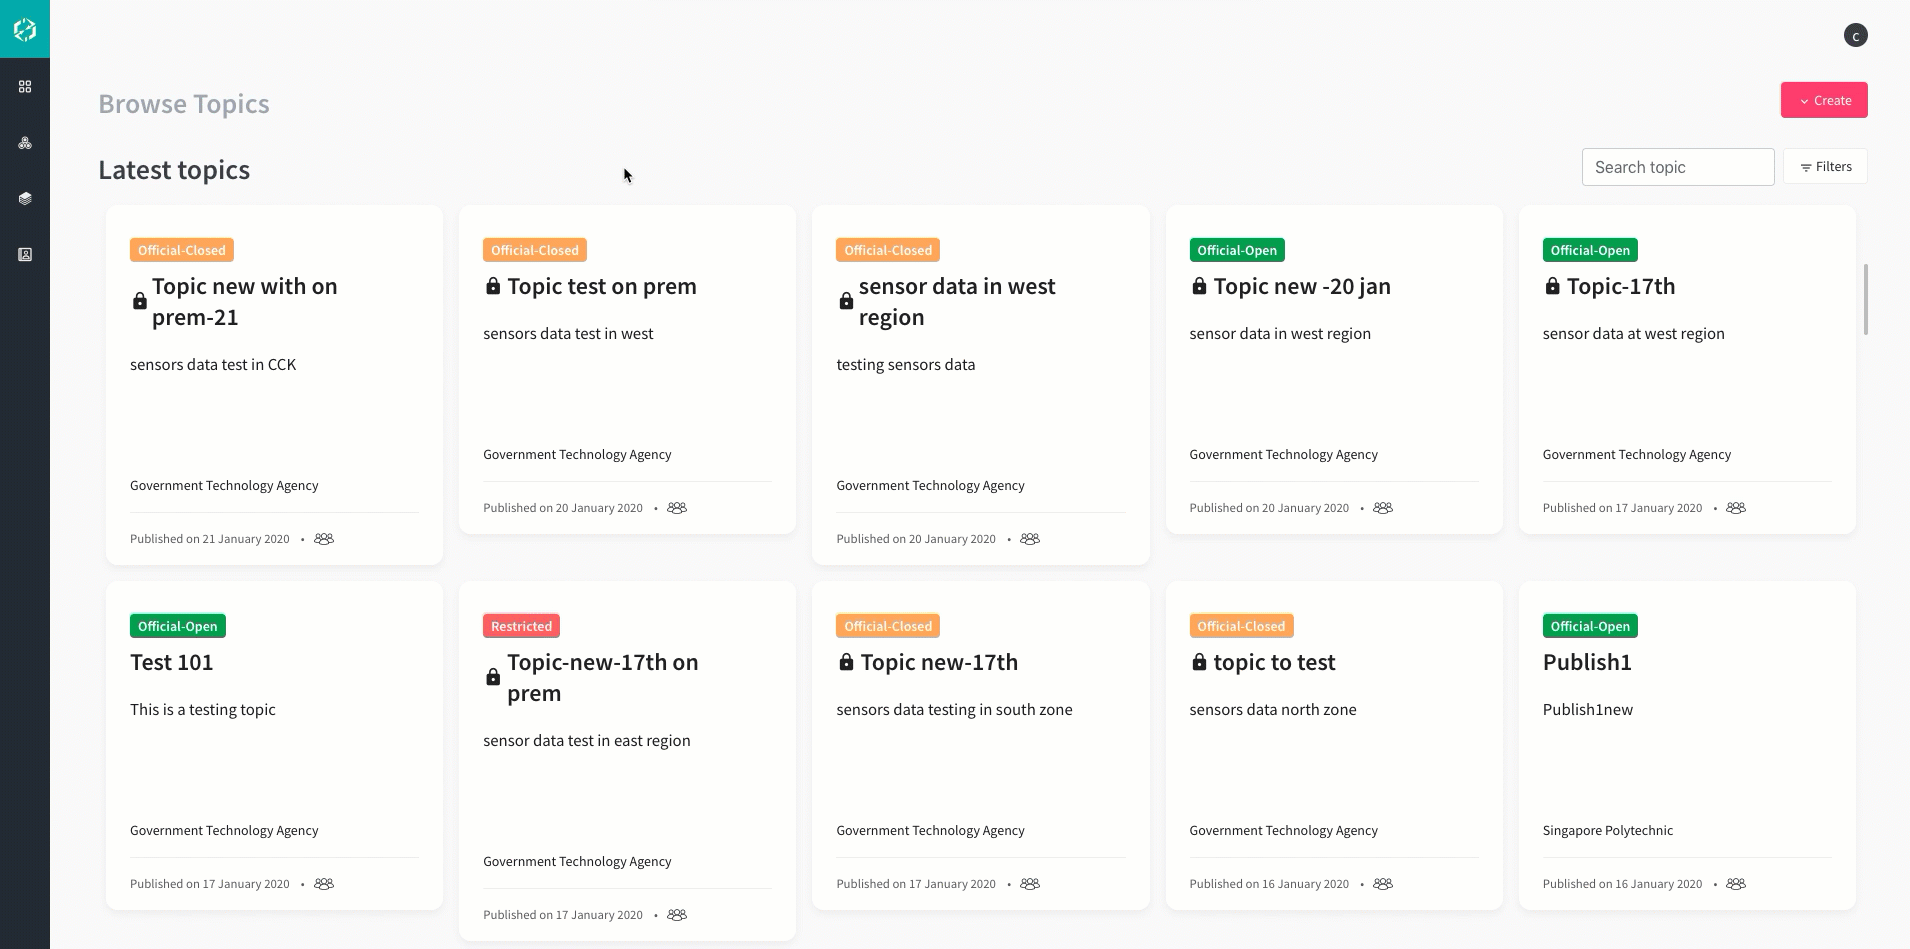 C
Browse Topics
Create
Latest topics
Search topic
Filters
Official-Closed
Topic new with on
prem-21
sensors data test in CCK
Government Technology Agency
Published on 21 January 2020 •
Official-Closed
Topic test on prem
sensors data test in west
Government Technology Agency
Published on 20 January 2020 •
Official-Closed
sensor data in west
region
testing sensors data
Government Technology Agency
Published on 20 January 2020 •
Official-Open
Topic new -20 jan
sensor data in west region
Government Technology Agency
Published on 20 January 2020 •
Official-Open
Topic-17th
sensor data at west region
Government Technology Agency
Published on 17 January 2020 •
Official-Open
Test 101
This is a testing topic
Government Technology Agency
Published on 17 January 2020 •
Restricted
Topic-new-17th on
prem
sensor data test in east region
Government Technology Agency
Published on 17 January 2020 •
Official-Closed
Topic new-17th
sensors data testing in south zone
Government Technology Agency
Published on 17 January 2020 •
Official-Closed
topic to test
sensors data north zone
Government Technology Agency
Published on 16 January 2020 •
Official-Open
Publish1
Publish1new
Singapore Polytechnic
Published on 16 January 2020 •